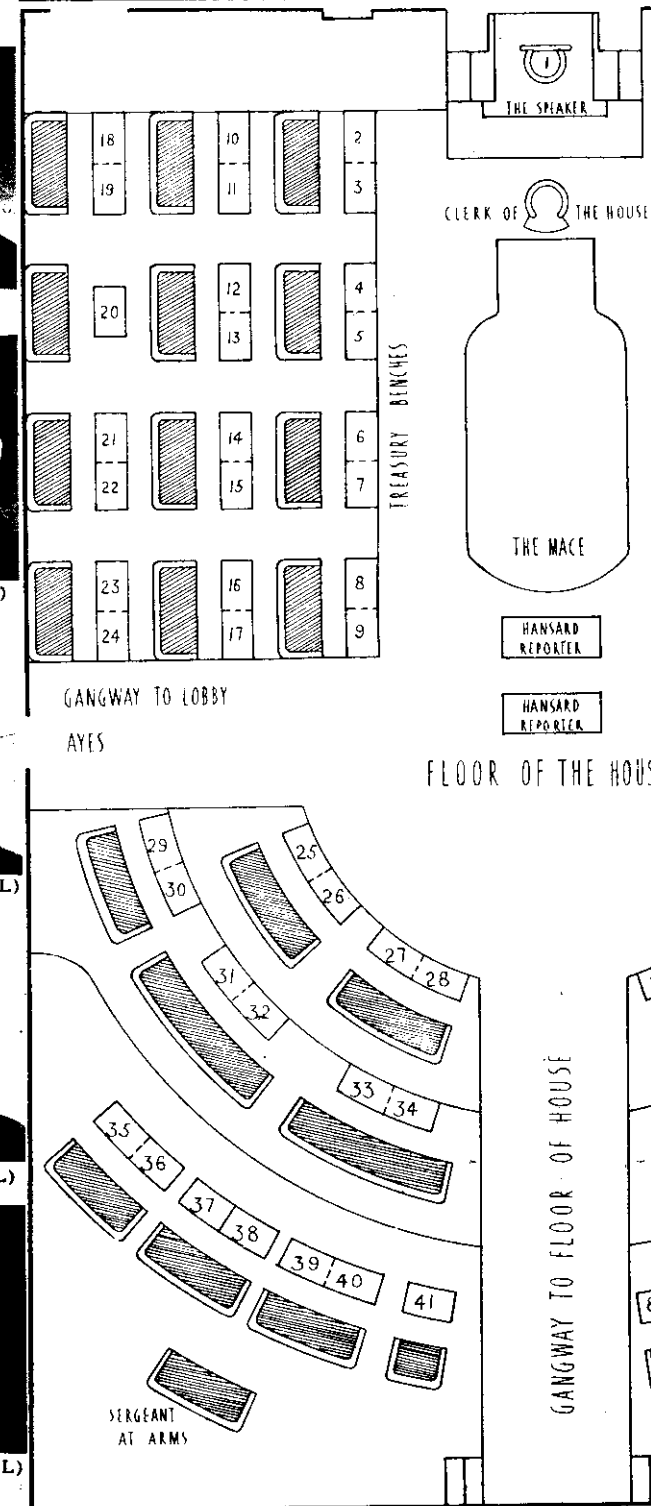 1
THE SPEAKER
18 10 2
19 11 3
CLERK OF THE HOUSE
12 4
20
13 5
TREASURY BENCHES
21 14 6
22 15 7
THE MACE
23 16 8
24 17 9
HANSARD
REPORTER
HANSARD
REPORTER
GANGWAY TO LOBBY
AYES
FLOOR OF THE HOUS
29 25
30 26
27 28
31
32
33 34
35
36
37 38
39 40
41
GANGWAY TO FLOOR OF HOUSE
SERGEANT
AT ARMS
)
L)
L)
L)